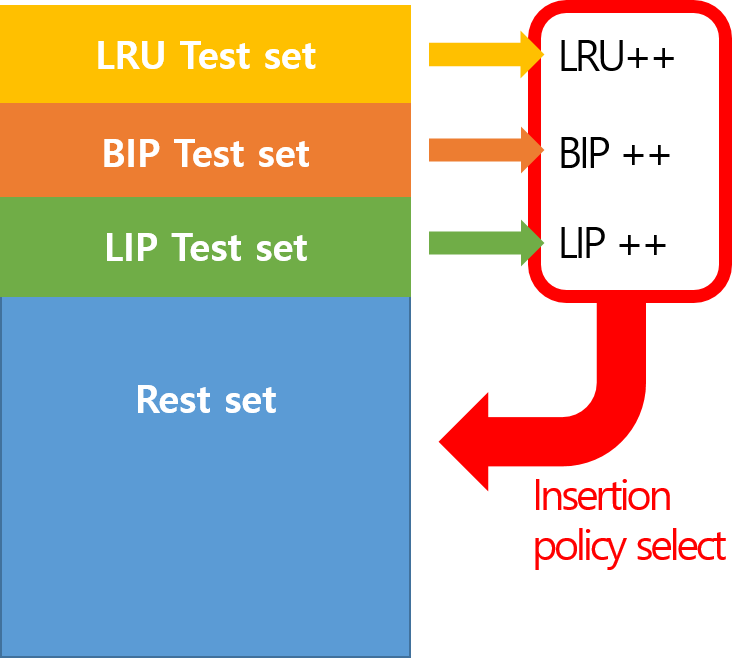 LRU Test set
LRU++
BIP Test set
BIP ++
LIP Test set
LIP ++
Rest set
Insertion
policy select